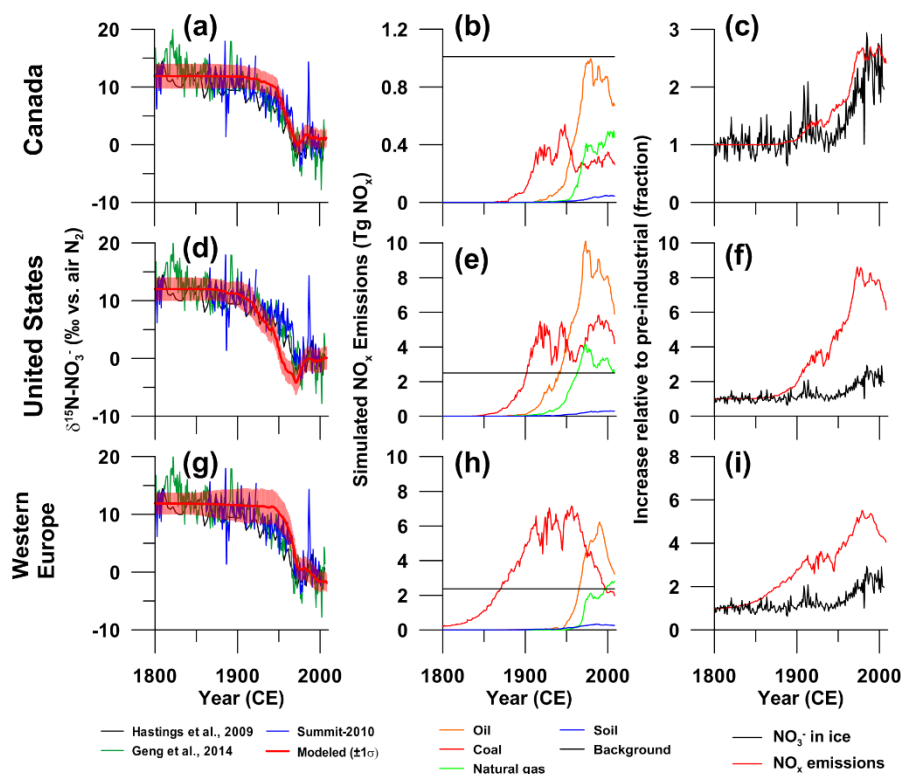 (a)
(b)
(c)
Canada
20
10
0
-10
1.2
0.8
0.4
0
3
2
1
0
1800
1900
2000
(d)
(e)
(f)
United States
δ¹⁵N-NO₃⁻ (‰ vs. air N₂)
20
10
0
-10
Simulated NOₓ Emissions (Tg NOₓ)
10
8
6
4
2
0
Increase relative to pre-industrial (fraction)
10
8
6
4
2
0
(g)
(h)
(i)
Western
Europe
20
10
0
-10
10
8
6
4
2
0
8
6
4
2
0
1800 1900 2000
Year (CE)
1800 1900 2000
Year (CE)
1800 1900 2000
Year (CE)
Hastings et al., 2009
Summit-2010
Geng et al., 2014
Modeled (±1σ)
Oil
Soil
Coal
Background
Natural gas
NO₃⁻ in ice
NOₓ emissions